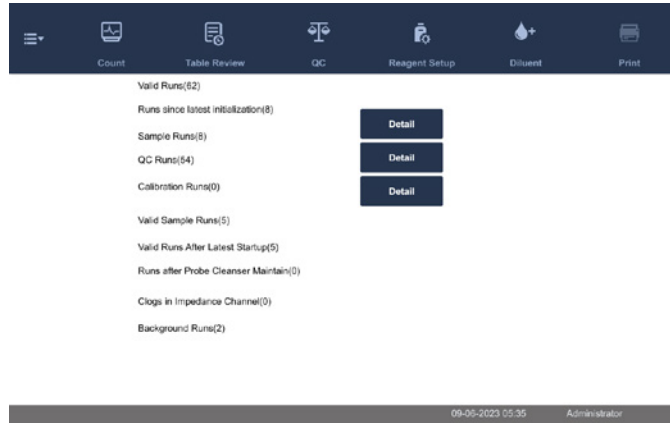 Count Table Review QC Reagent Setup Diluent Print
Valid Runs(62)
Runs since latest initialization(8)
Detail
Sample Runs(8)
QC Runs(54)
Detail
Calibration Runs(0)
Detail
Valid Sample Runs(5)
Valid Runs After Latest Startup(5)
Runs after Probe Cleanser Maintain(0)
Clogs in Impedance Channel(0)
Background Runs(2)
09-06-2023 05:35 Administrator